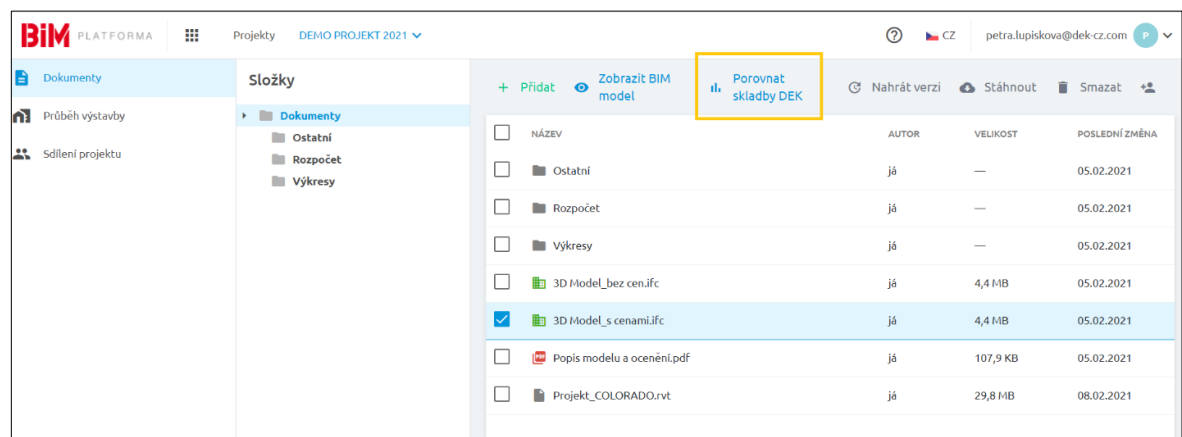 BiM PLATFORMA Projekty DEMO PROJEKT 2021 CZ petra.lupiskova@dek-cz.com P
Dokumenty
Průběh výstavby
Sdílení projektu
Složky
Dokumenty
Ostatní
Rozpočet
Výkresy
+ Přidat Zobrazit BIM model Porovnat skladby DEK Nahrát verzi Stáhnout Smazat
NÁZEV AUTOR VELIKOST POSLEDNÍ ZMĚNA
Ostatní já — 05.02.2021
Rozpočet já — 05.02.2021
Výkresy já — 05.02.2021
3D Model_bez cen.ifc já 4,4 MB 05.02.2021
3D Model_s cenami.ifc já 4,4 MB 05.02.2021
PDF Popis modelu a ocenění.pdf já 107,9 KB 05.02.2021
Projekt_COLORADO.rvt já 29,8 MB 08.02.2021